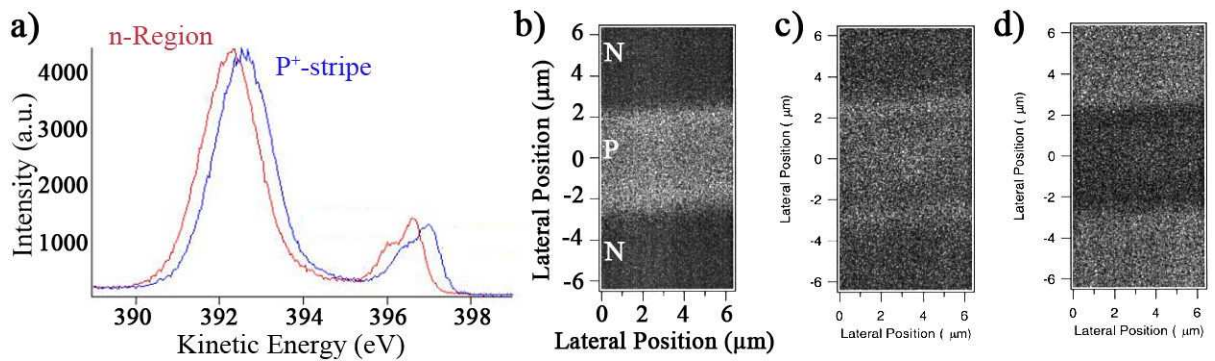 a)
n-Region
P⁺-stripe
4000
3000
2000
1000
Intensity (a.u.)
390 392 394 396 398
Kinetic Energy (eV)
b)
N
P
N
6
4
2
0
-2
-4
-6
Lateral Position (µm)
0 2 4 6
Lateral Position (µm)
c)
6
4
2
0
-2
-4
-6
Lateral Position ( µm)
0 2 4 6
Lateral Position ( µm)
d)
6
4
2
0
-2
-4
-6
Lateral Position ( µm)
0 2 4 6
Lateral Position ( µm)